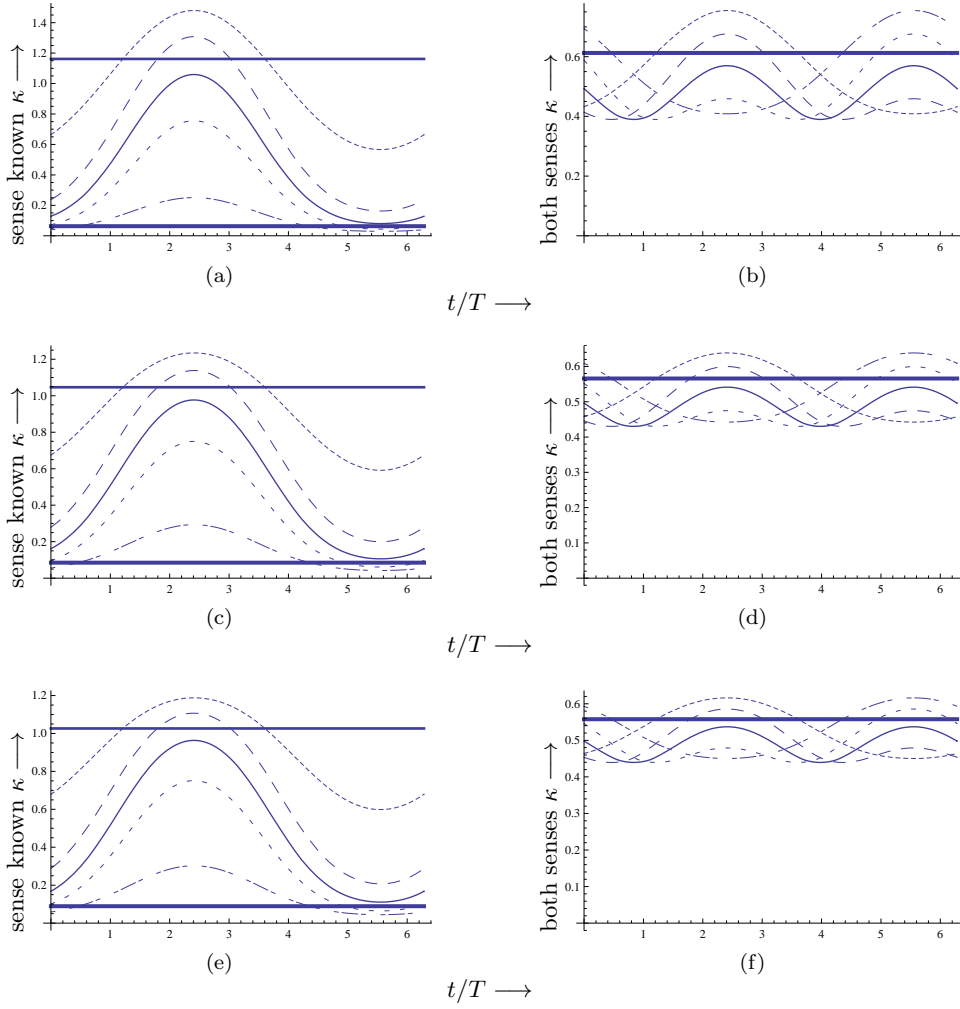 sense known κ ⟶
1.4
1.2
1.0
0.8
0.6
0.4
0.2
1 2 3 4 5 6
(a)
both senses κ ⟶
0.6
0.4
0.2
1 2 3 4 5 6
(b)
t/T ⟶
sense known κ ⟶
1.2
1.0
0.8
0.6
0.4
0.2
1 2 3 4 5 6
(c)
both senses κ ⟶
0.6
0.5
0.4
0.3
0.2
0.1
1 2 3 4 5 6
(d)
t/T ⟶
sense known κ ⟶
1.2
1.0
0.8
0.6
0.4
0.2
1 2 3 4 5 6
(e)
both senses κ ⟶
0.6
0.5
0.4
0.3
0.2
0.1
1 2 3 4 5 6
(f)
t/T ⟶